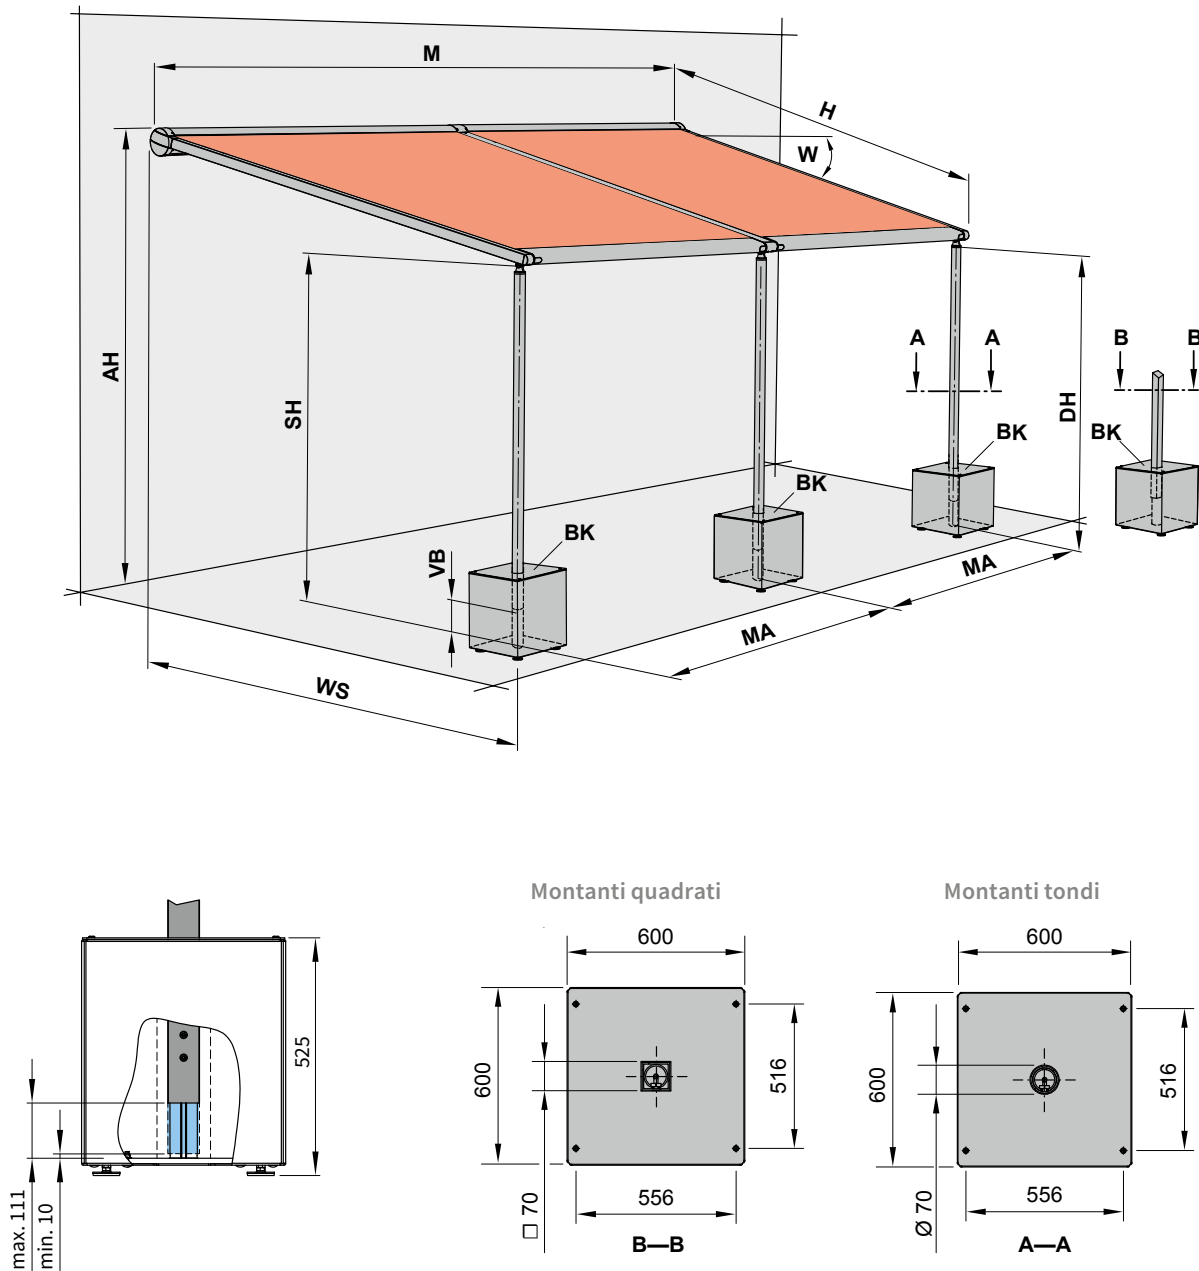 M
H
W
AH
SH
A A
B B
DH
BK
BK
BK
BK
VB
MA
MA
WS
Montanti quadrati
Montanti tondi
600
600
525
600
516
600
516
max. 111
min. 10
□ 70
556
Ø 70
556
B—B
A—A